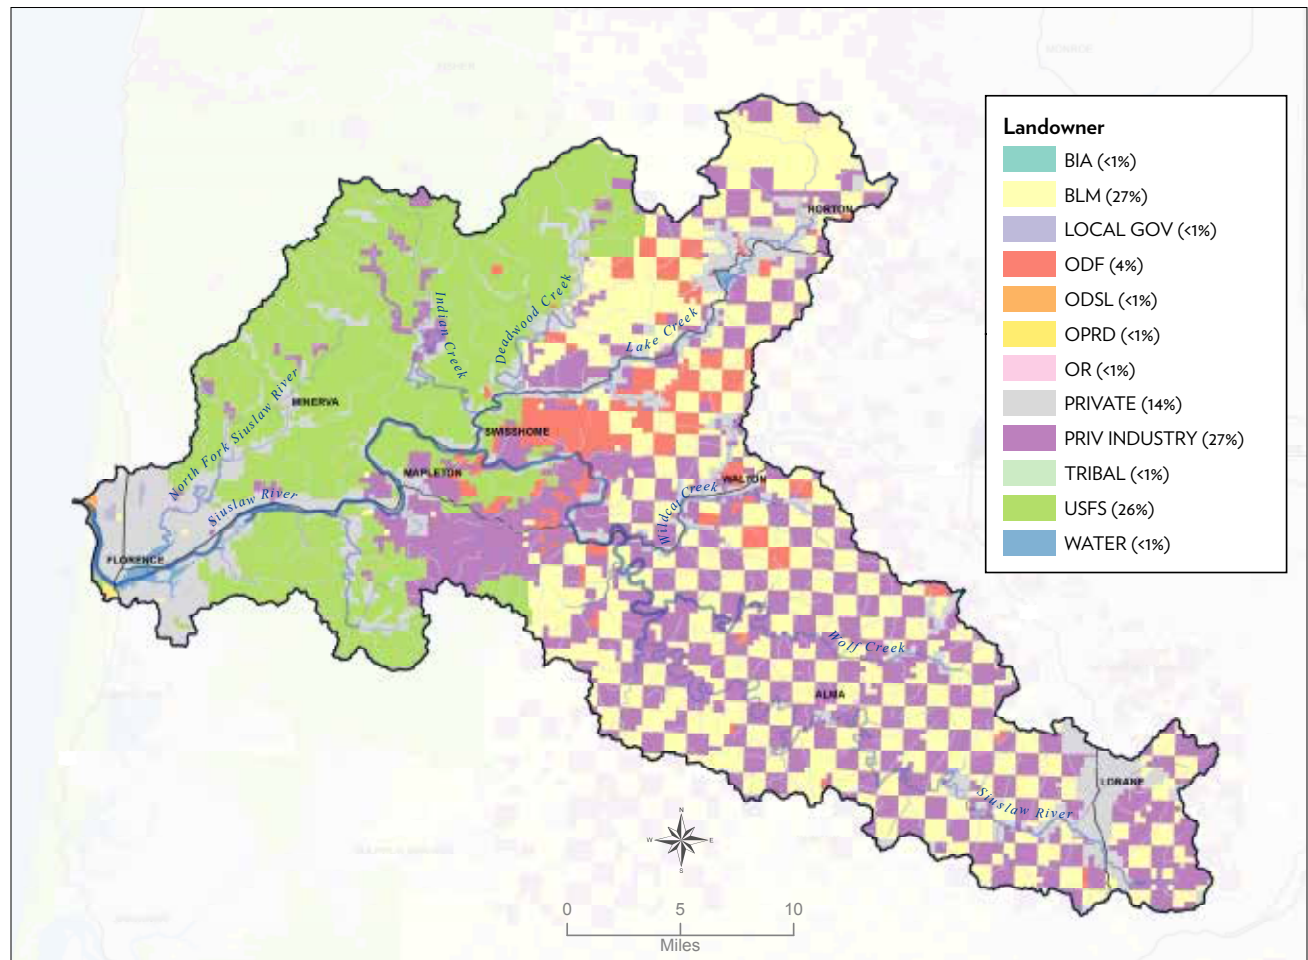 MONROE
FISHER
Landowner
BIA (<1%)
BLM (27%)
LOCAL GOV (<1%)
ODF (4%)
ODSL (<1%)
OPRD (<1%)
OR (<1%)
PRIVATE (14%)
PRIV INDUSTRY (27%)
TRIBAL (<1%)
USFS (26%)
WATER (<1%)
HORTON
Indian Creek
Deadwood Creek
Lake Creek
North Fork Siuslaw River
MINERVA
SWISSHOME
MAPLETON
Siuslaw River
WALTON
Wildcat Creek
FLORENCE
Wolf Creek
ALMA
LORANE
Siuslaw River
N
W
E
S
0 5 10
Miles